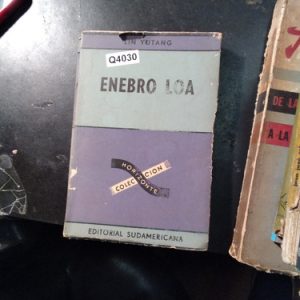 LIN YUTANG
Q4030
ENEBRO LOA
COLECCION
HORIZONTE
EDITORIAL SUDAMERICANA
DE LA
A LA